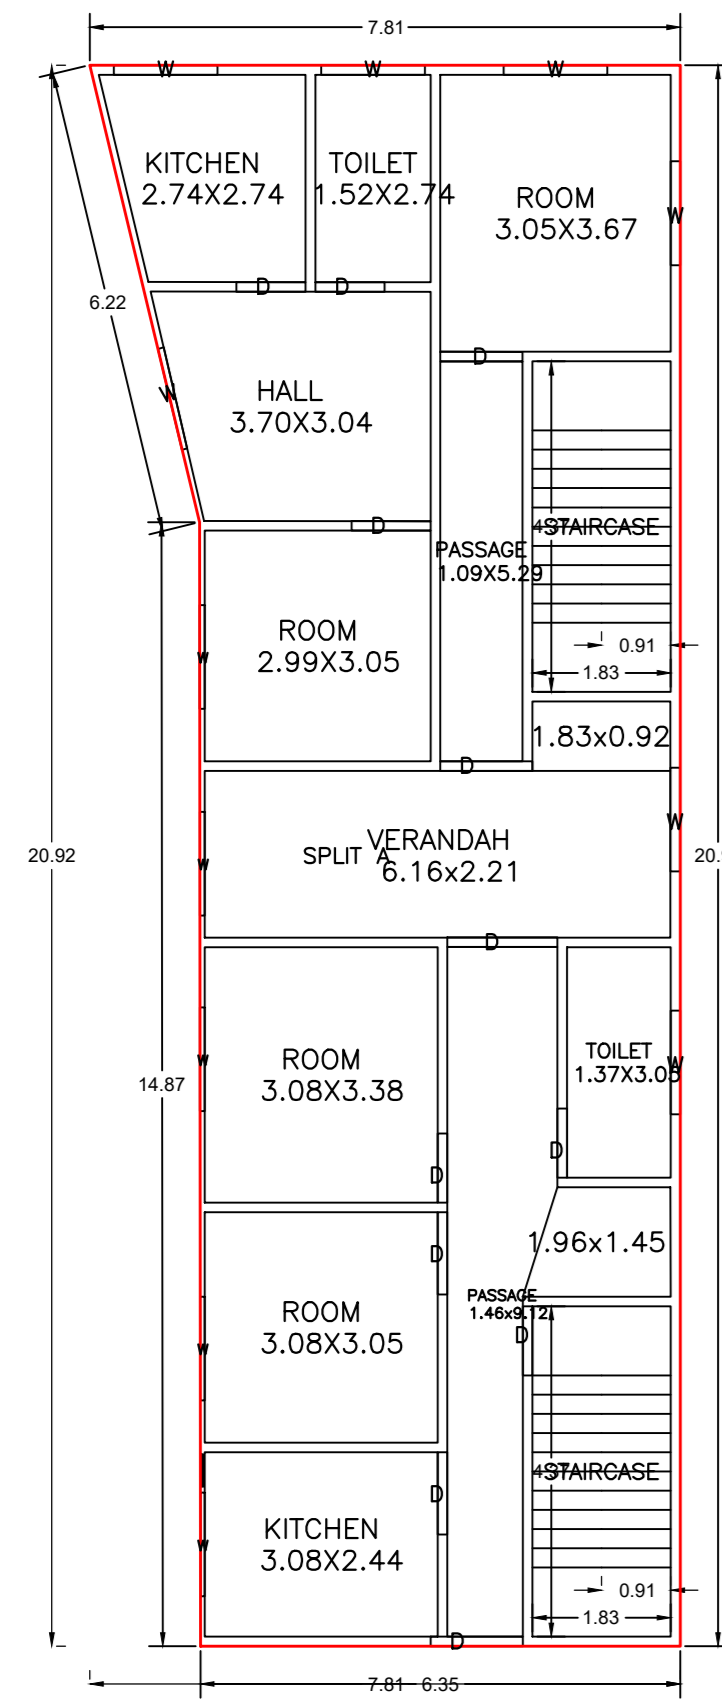 7.81
W
W
W
KITCHEN
2.74X2.74
TOILET
1.52X2.74
ROOM
3.05X3.67
W
6.22
D
D
D
W
HALL
3.70X3.04
D
STAIRCASE
PASSAGE
1.09X5.29
ROOM
2.99X3.05
W
0.91
1.83
1.83x0.92
D
W
VERANDAH
6.16x2.21
SPLIT A
W
20.92
D
ROOM
3.08X3.38
W
TOILET
1.37X3.05
W
14.87
D
D
D
1.96x1.45
PASSAGE
1.46x9.12
D
ROOM
3.08X3.05
W
STAIRCASE
D
KITCHEN
3.08X2.44
W
0.91
1.83
D
7.81
6.35